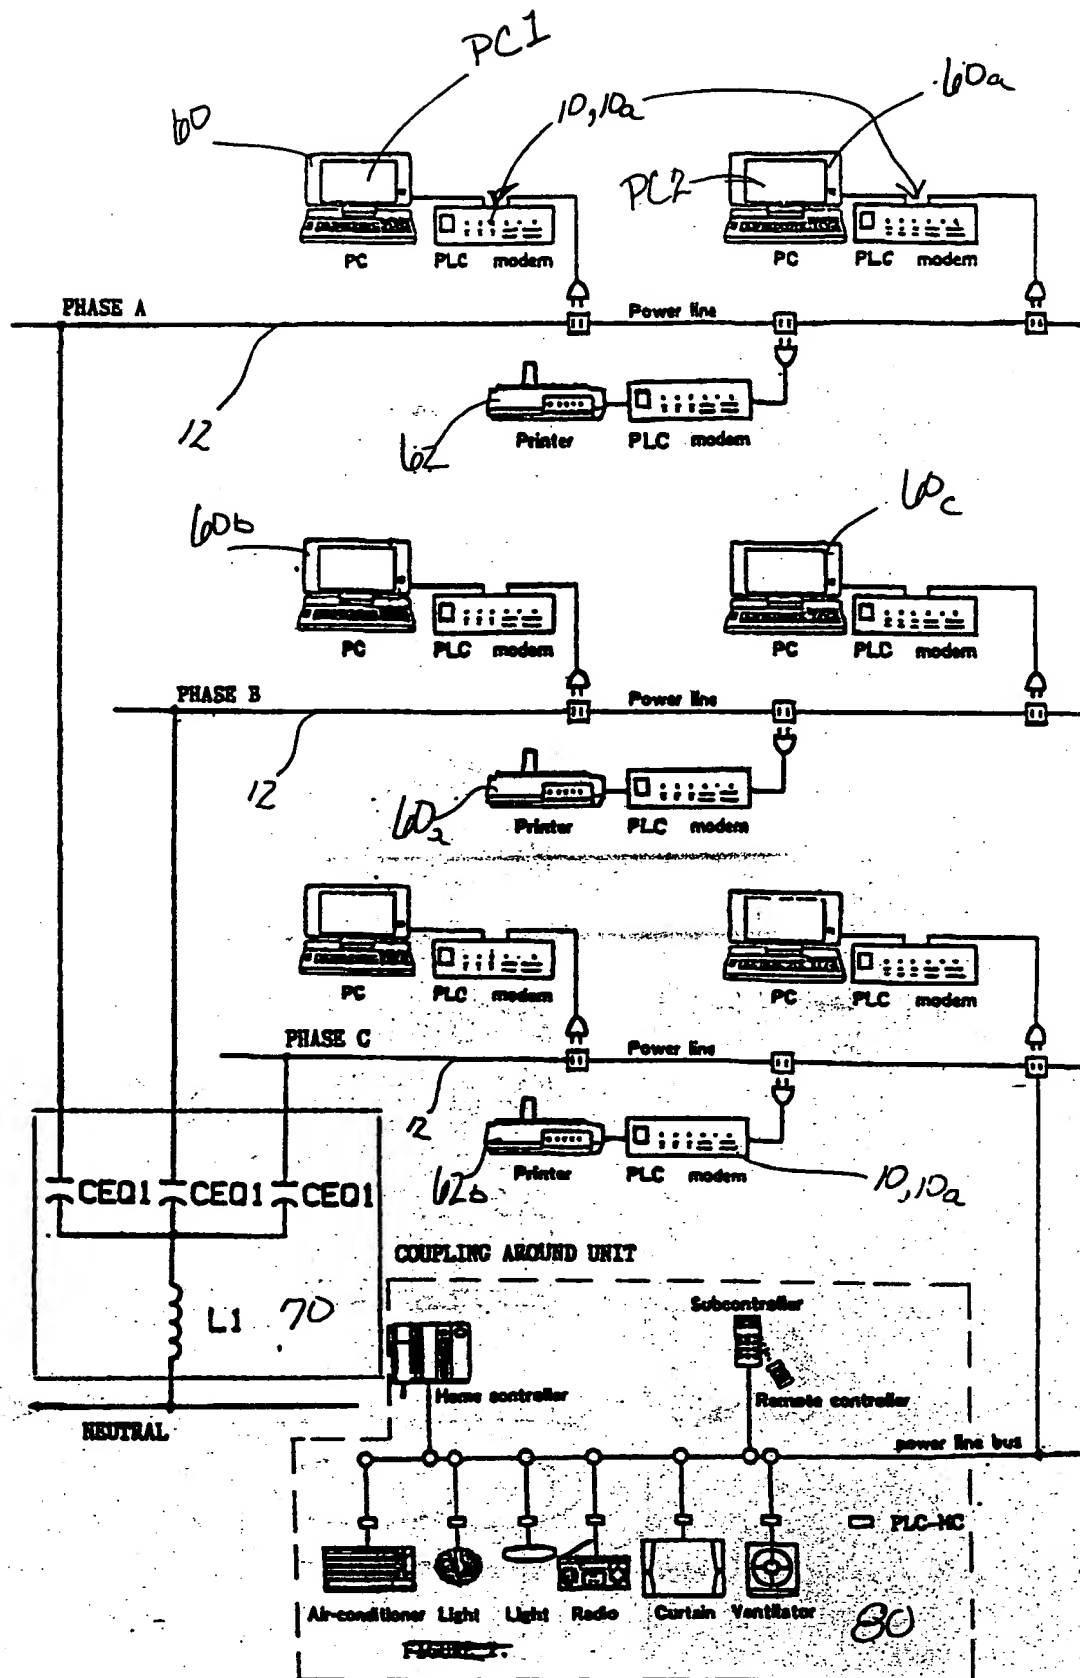 PC1
60
10,10a
60a
PC2
PC
PLC modem
PC
PLC modem
PHASE A
Power line
12
62
Printer
PLC modem
60b
60c
PC
PLC modem
PC
PLC modem
PHASE B
Power line
12
60a
Printer
PLC modem
PC
PLC modem
PC
PLC modem
PHASE C
Power line
12
62b
Printer
PLC modem
10,10a
CEQ1
CEQ1
CEQ1
COUPLING AROUND UNIT
L1
70
Subcontroller
Home controller
Remote controller
NEUTRAL
power line bus
PLC-MC
Air-conditioner
Light
Light
Radio
Curtain
Ventilator
80